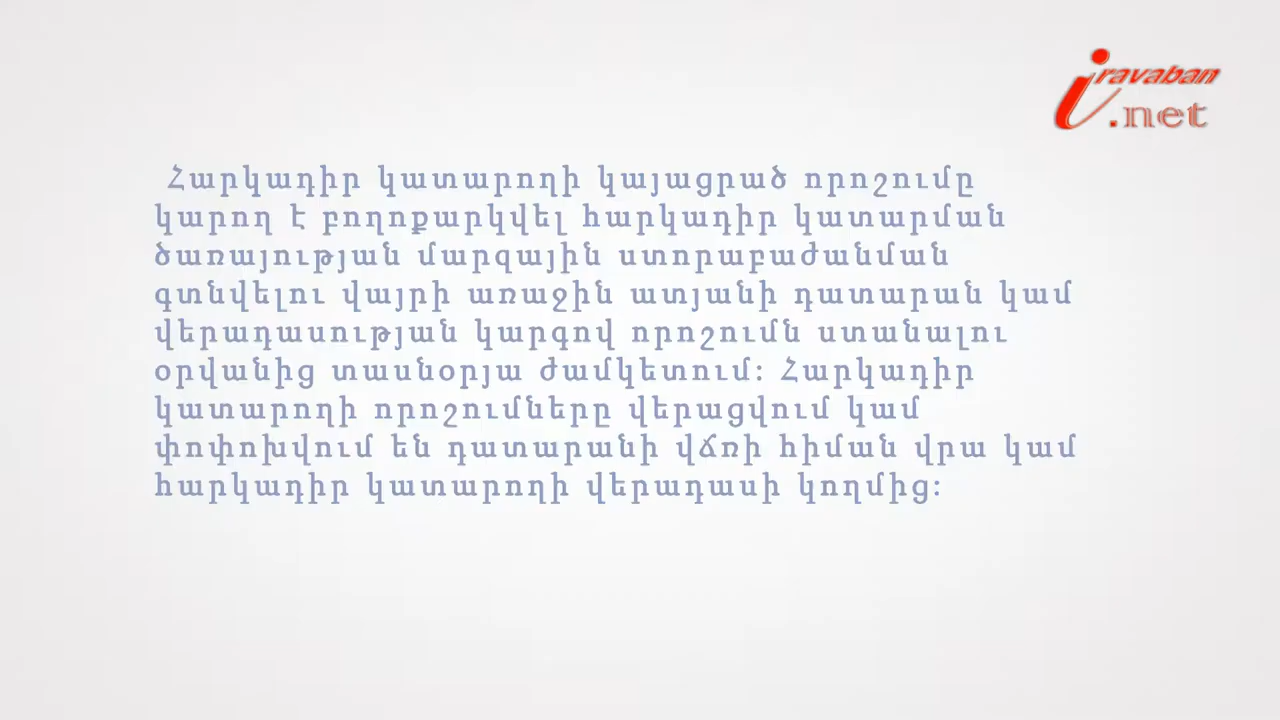 iravaban
.net
Հարկադիր կատարողի կայացրած որոշումը
կարող է բողոքարկվել հարկադիր կատարման
ծառայության մարզային ստորաբաժանման
գտնվելու վայրի առաջին ատյանի դատարան կամ
վերադասության կարգով որոշումն ստանալու
օրվանից տասնօրյա ժամկետում: Հարկադիր
կատարողի որոշումները վերացվում կամ
փոփոխվում են դատարանի վճռի հիման վրա կամ
հարկադիր կատարողի վերադասի կողմից: